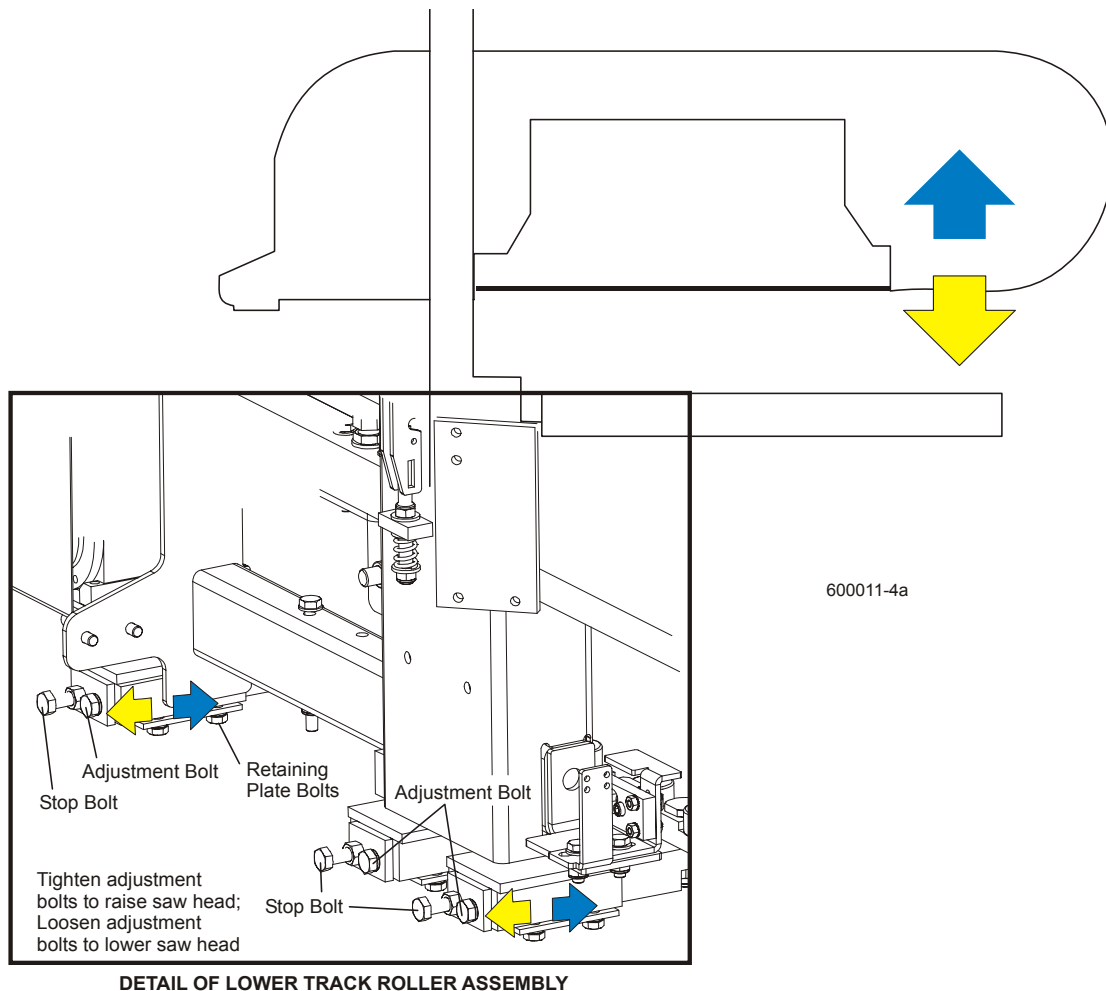 600011-4a
Adjustment Bolt
Stop Bolt
Retaining
Plate Bolts
Adjustment Bolt
Stop Bolt
Tighten adjustment
bolts to raise saw head;
Loosen adjustment
bolts to lower saw head
DETAIL OF LOWER TRACK ROLLER ASSEMBLY